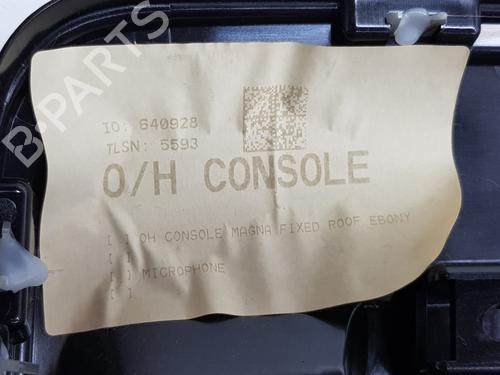 B-PARTS
IO: 640928
TLSN: 5593
O/H CONSOLE
[ ] OH CONSOLE MAGNA FIXED ROOF EBONY
[ ]
[ ] MICROPHONE
[ ]